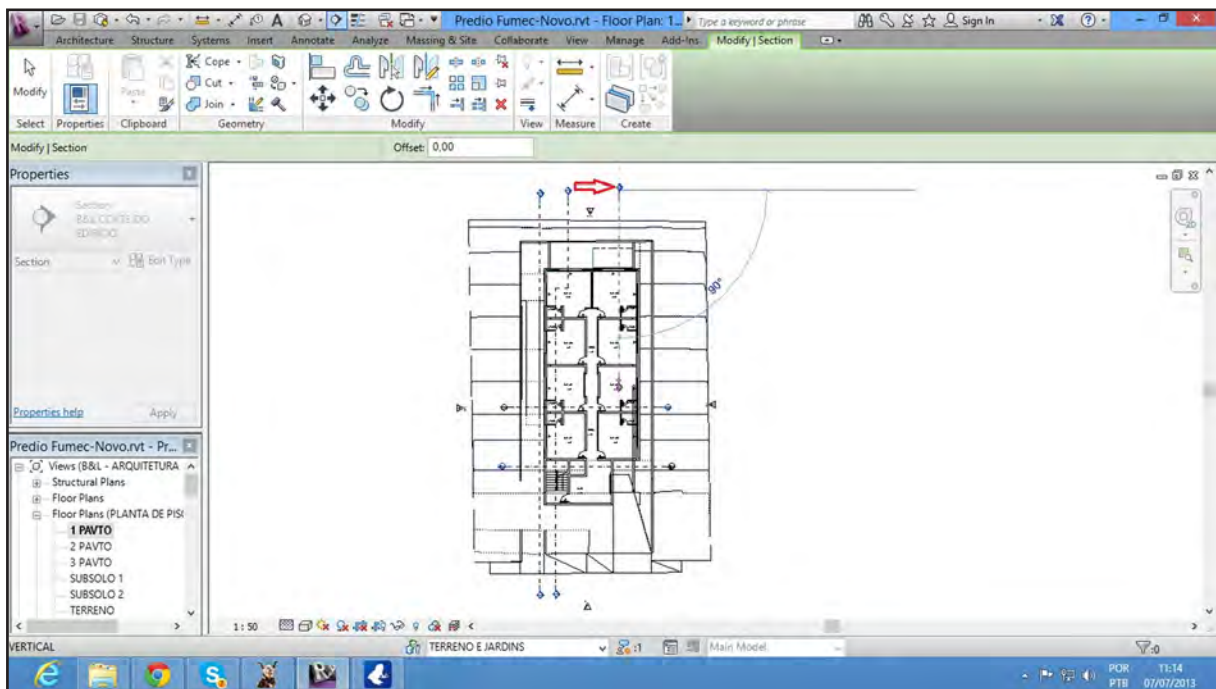 Predio Fumec-Novo.rvt - Floor Plan: 1... Type a keyword or phrase Sign In
Architecture Structure Systems Insert Annotate Analyze Massing & Site Collaborate View Manage Add-Ins Modify | Section
Modify Paste Cope Cut Join
Select Properties Clipboard Geometry Modify View Measure Create
Modify | Section Offset: 0,00
Properties
Section
B&L CORTE DO
EDIFICIO
Section Edit Type
90°
2D
Properties help Apply
Predio Fumec-Novo.rvt - Pr...
Views (B&L - ARQUITETURA
Structural Plans
Floor Plans
Floor Plans (PLANTA DE PIS
1 PAVTO
2 PAVTO
3 PAVTO
SUBSOLO 1
SUBSOLO 2
TERRENO
1 : 50
VERTICAL TERRENO E JARDINS :1 Main Model :0
POR 11:14
PTB 07/07/2013